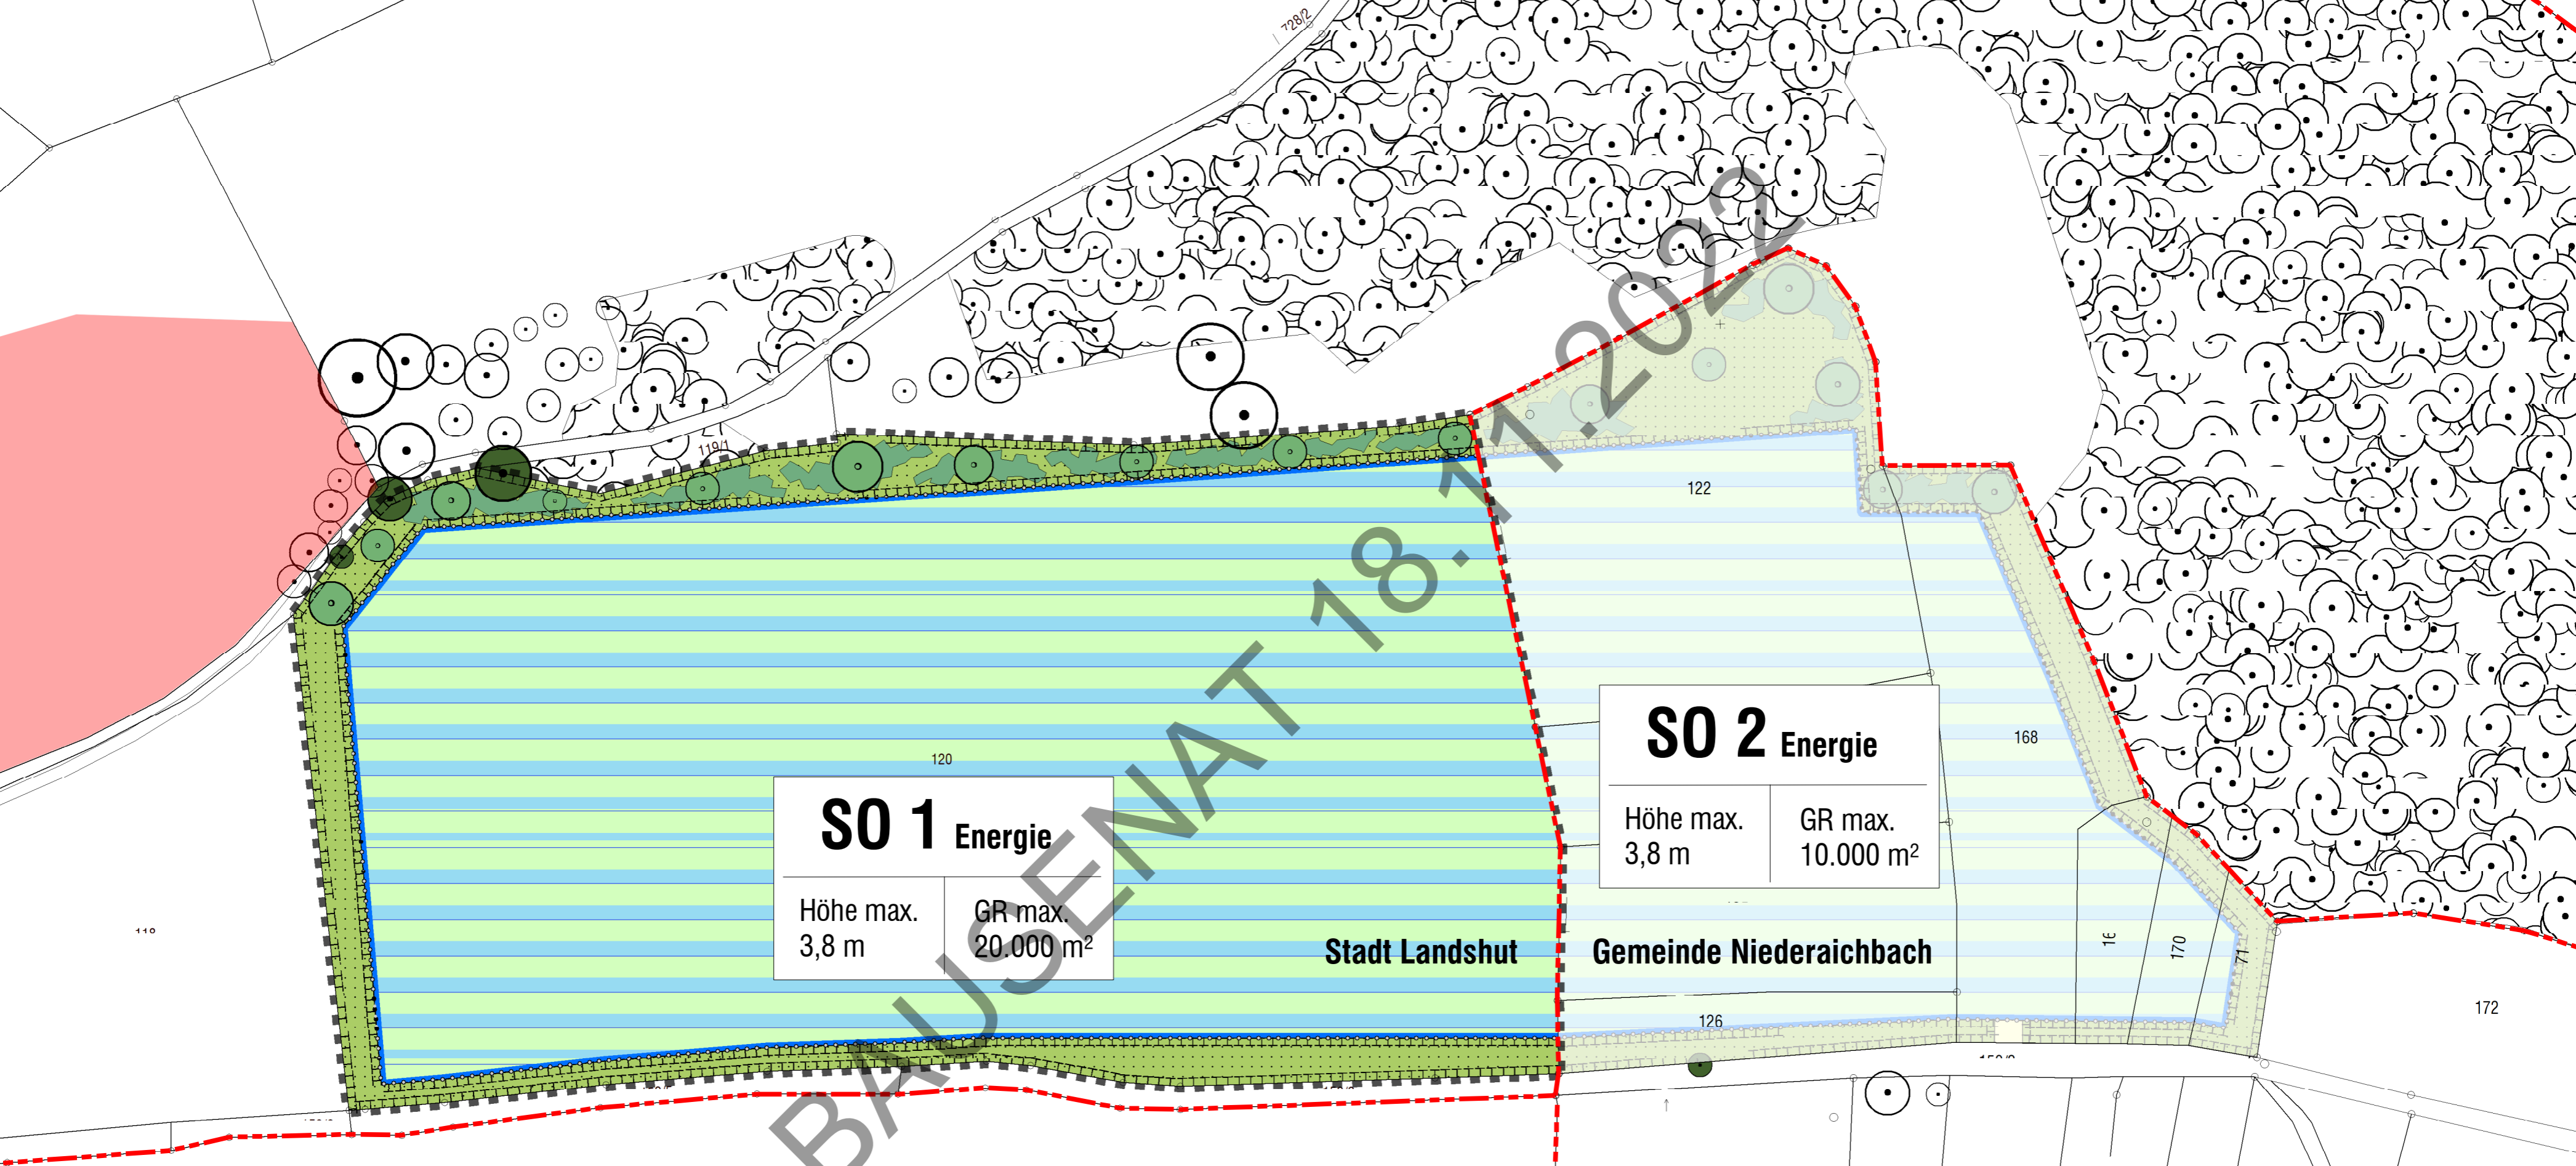 728/2
119/1
122
120
SO 1 Energie
Höhe max.
3,8 m
GR max.
20.000 m²
SO 2 Energie
Höhe max.
3,8 m
GR max.
10.000 m²
168
Stadt Landshut
Gemeinde Niederaichbach
126
170
71
172
BAUSENAT 18.11.2022